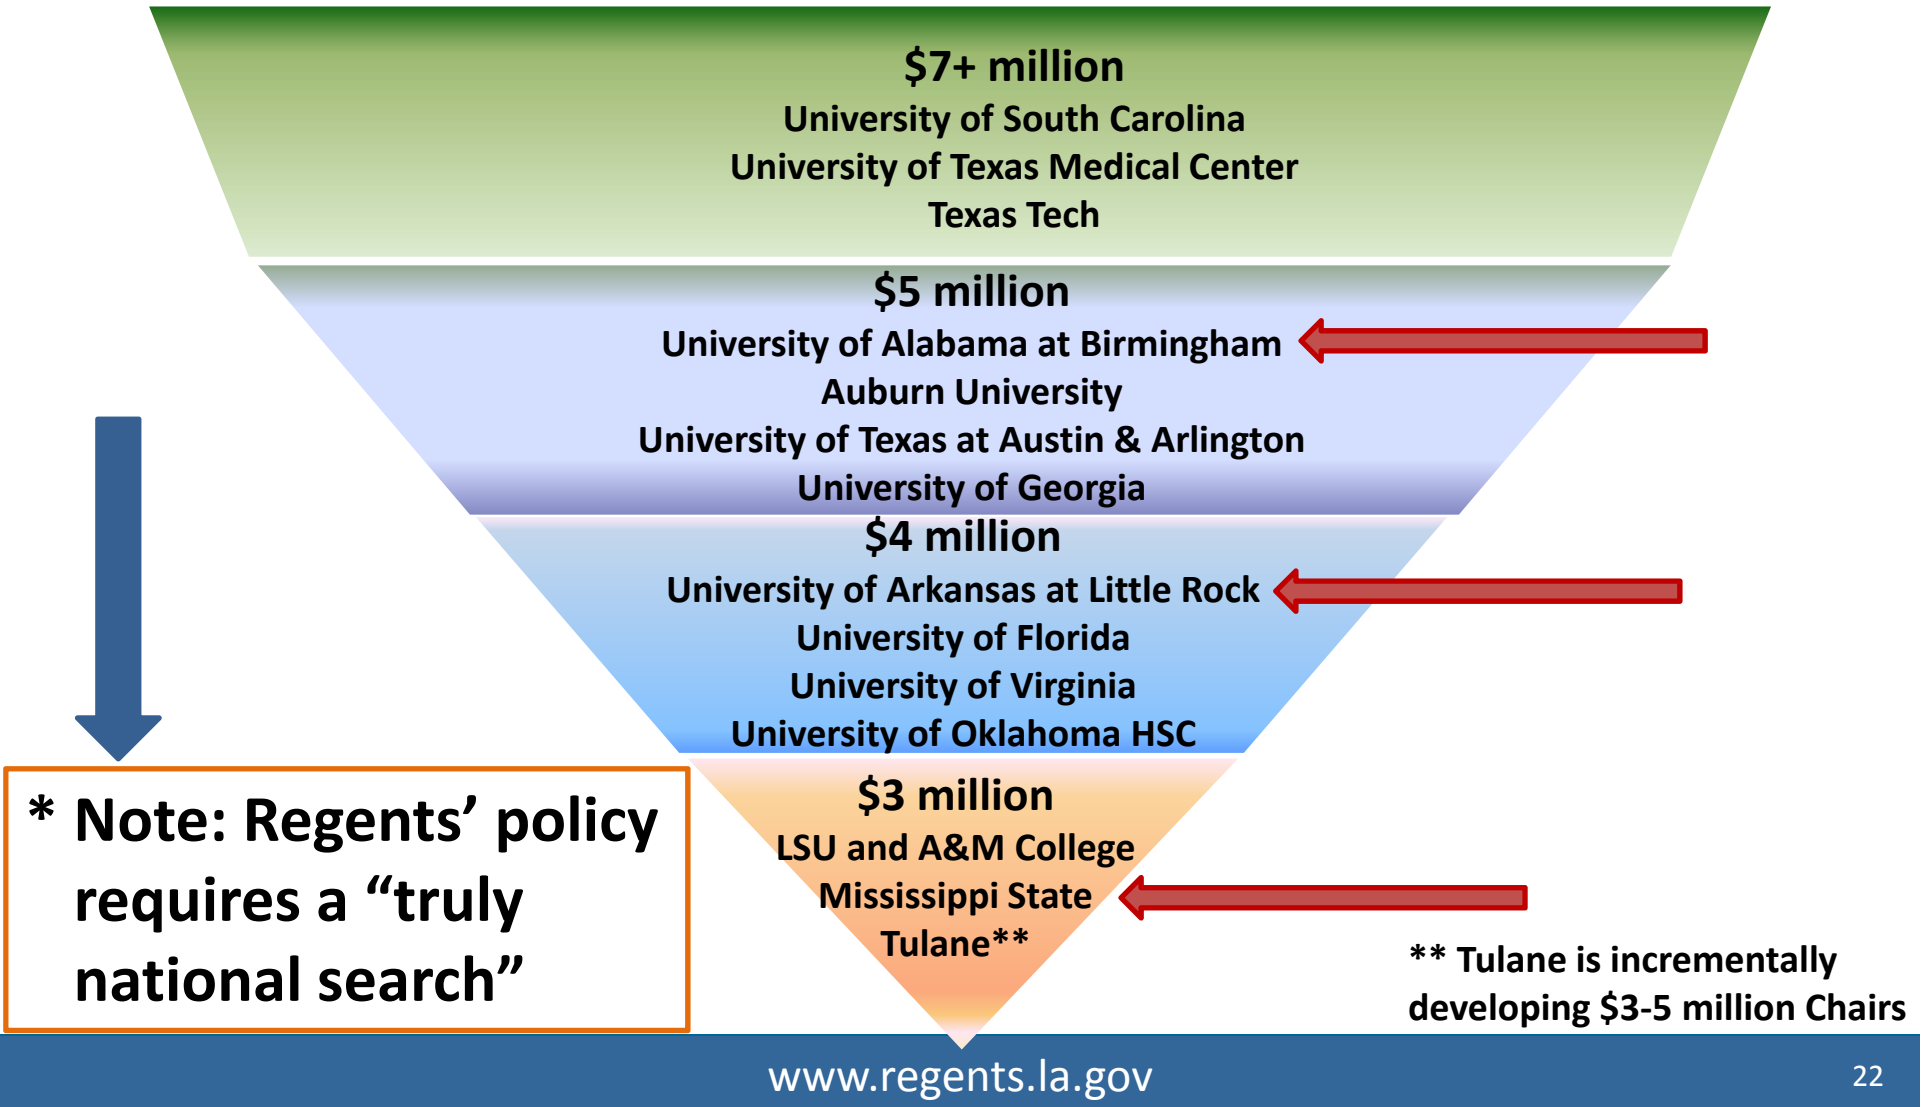 $7+ million
University of South Carolina
University of Texas Medical Center
Texas Tech
$5 million
University of Alabama at Birmingham
Auburn University
University of Texas at Austin & Arlington
University of Georgia
$4 million
University of Arkansas at Little Rock
University of Florida
University of Virginia
University of Oklahoma HSC
$3 million
LSU and A&M College
Mississippi State
Tulane**
* Note: Regents’ policy
requires a “truly
national search”
** Tulane is incrementally
developing $3-5 million Chairs
www.regents.la.gov
22